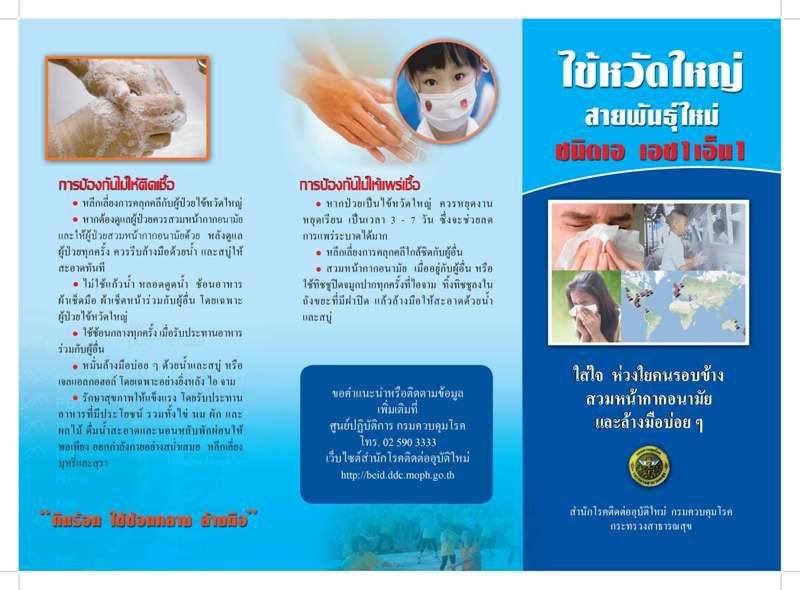 การป้องกันไม่ให้ติดเชื้อ
● หลีกเลี่ยงการคลุกคลีกับผู้ป่วยไข้หวัดใหญ่
● หากต้องดูแลผู้ป่วยควรสวมหน้ากากอนามัย
และให้ผู้ป่วยสวมหน้ากากอนามัยด้วย หลังดูแล
ผู้ป่วยทุกครั้ง ควรรีบล้างมือด้วยน้ำ และสบู่ให้
สะอาดทันที
● ไม่ใช้แก้วน้ำ หลอดดูดน้ำ ช้อนอาหาร
ผ้าเช็ดมือ ผ้าเช็ดหน้าร่วมกับผู้อื่น โดยเฉพาะ
ผู้ป่วยไข้หวัดใหญ่
● ใช้ช้อนกลางทุกครั้ง เมื่อรับประทานอาหาร
ร่วมกับผู้อื่น
● หมั่นล้างมือบ่อย ๆ ด้วยน้ำและสบู่ หรือ
เจลแอลกอฮอล์ โดยเฉพาะอย่างยิ่งหลัง ไอ จาม
● รักษาสุขภาพให้แข็งแรง โดยรับประทาน
อาหารที่มีประโยชน์ รวมทั้งไข่ นม ผัก และ
ผลไม้ ดื่มน้ำสะอาดและนอนหลับพักผ่อนให้
พอเพียง ออกกำลังกายอย่างสม่ำเสมอ หลีกเลี่ยง
บุหรี่และสุรา
"กินร้อน ใช้ช้อนกลาง ล้างมือ"
การป้องกันไม่ให้แพร่เชื้อ
● หากป่วยเป็นไข้หวัดใหญ่ ควรหยุดงาน
หยุดเรียน เป็นเวลา 3 - 7 วัน ซึ่งจะช่วยลด
การแพร่ระบาดได้มาก
● หลีกเลี่ยงการคลุกคลีใกล้ชิดกับผู้อื่น
● สวมหน้ากากอนามัย เมื่ออยู่กับผู้อื่น หรือ
ใช้ทิชชูปิดจมูกปากทุกครั้งที่ไอจาม ทิ้งทิชชูลงใน
ถังขยะที่มีฝาปิด แล้วล้างมือให้สะอาดด้วยน้ำ
และสบู่
ขอคำแนะนำหรือติดตามข้อมูล
เพิ่มเติมที่
ศูนย์ปฏิบัติการ กรมควบคุมโรค
โทร. 02 590 3333
เว็บไซต์สำนักโรคติดต่ออุบัติใหม่
http://beid.ddc.moph.go.th
ไข้หวัดใหญ่
สายพันธุ์ใหม่
ชนิดเอ เอช1เอ็น1
ใส่ใจ ห่วงใยคนรอบข้าง
สวมหน้ากากอนามัย
และล้างมือบ่อย ๆ
สำนักโรคติดต่ออุบัติใหม่ กรมควบคุมโรค
กระทรวงสาธารณสุข